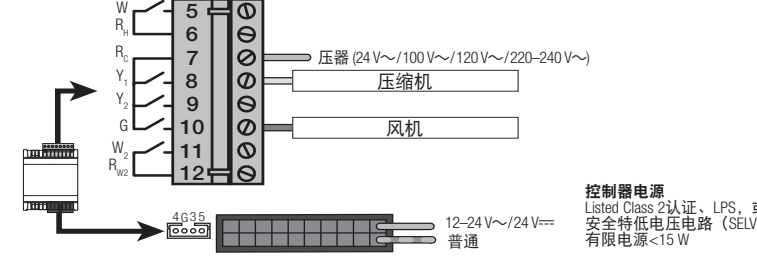 W 5
RH 6
RC 7 压器 (24 V～/100 V～/120 V～/220–240 V～)
Y1 8 压缩机
Y2 9
G 10 风机
W2 11
RW2 12
4G35
12–24 V～/24 V⎓
普通
控制器电源
Listed Class 2认证、LPS，
安全特低电压电路（SELV
有限电源<15 W